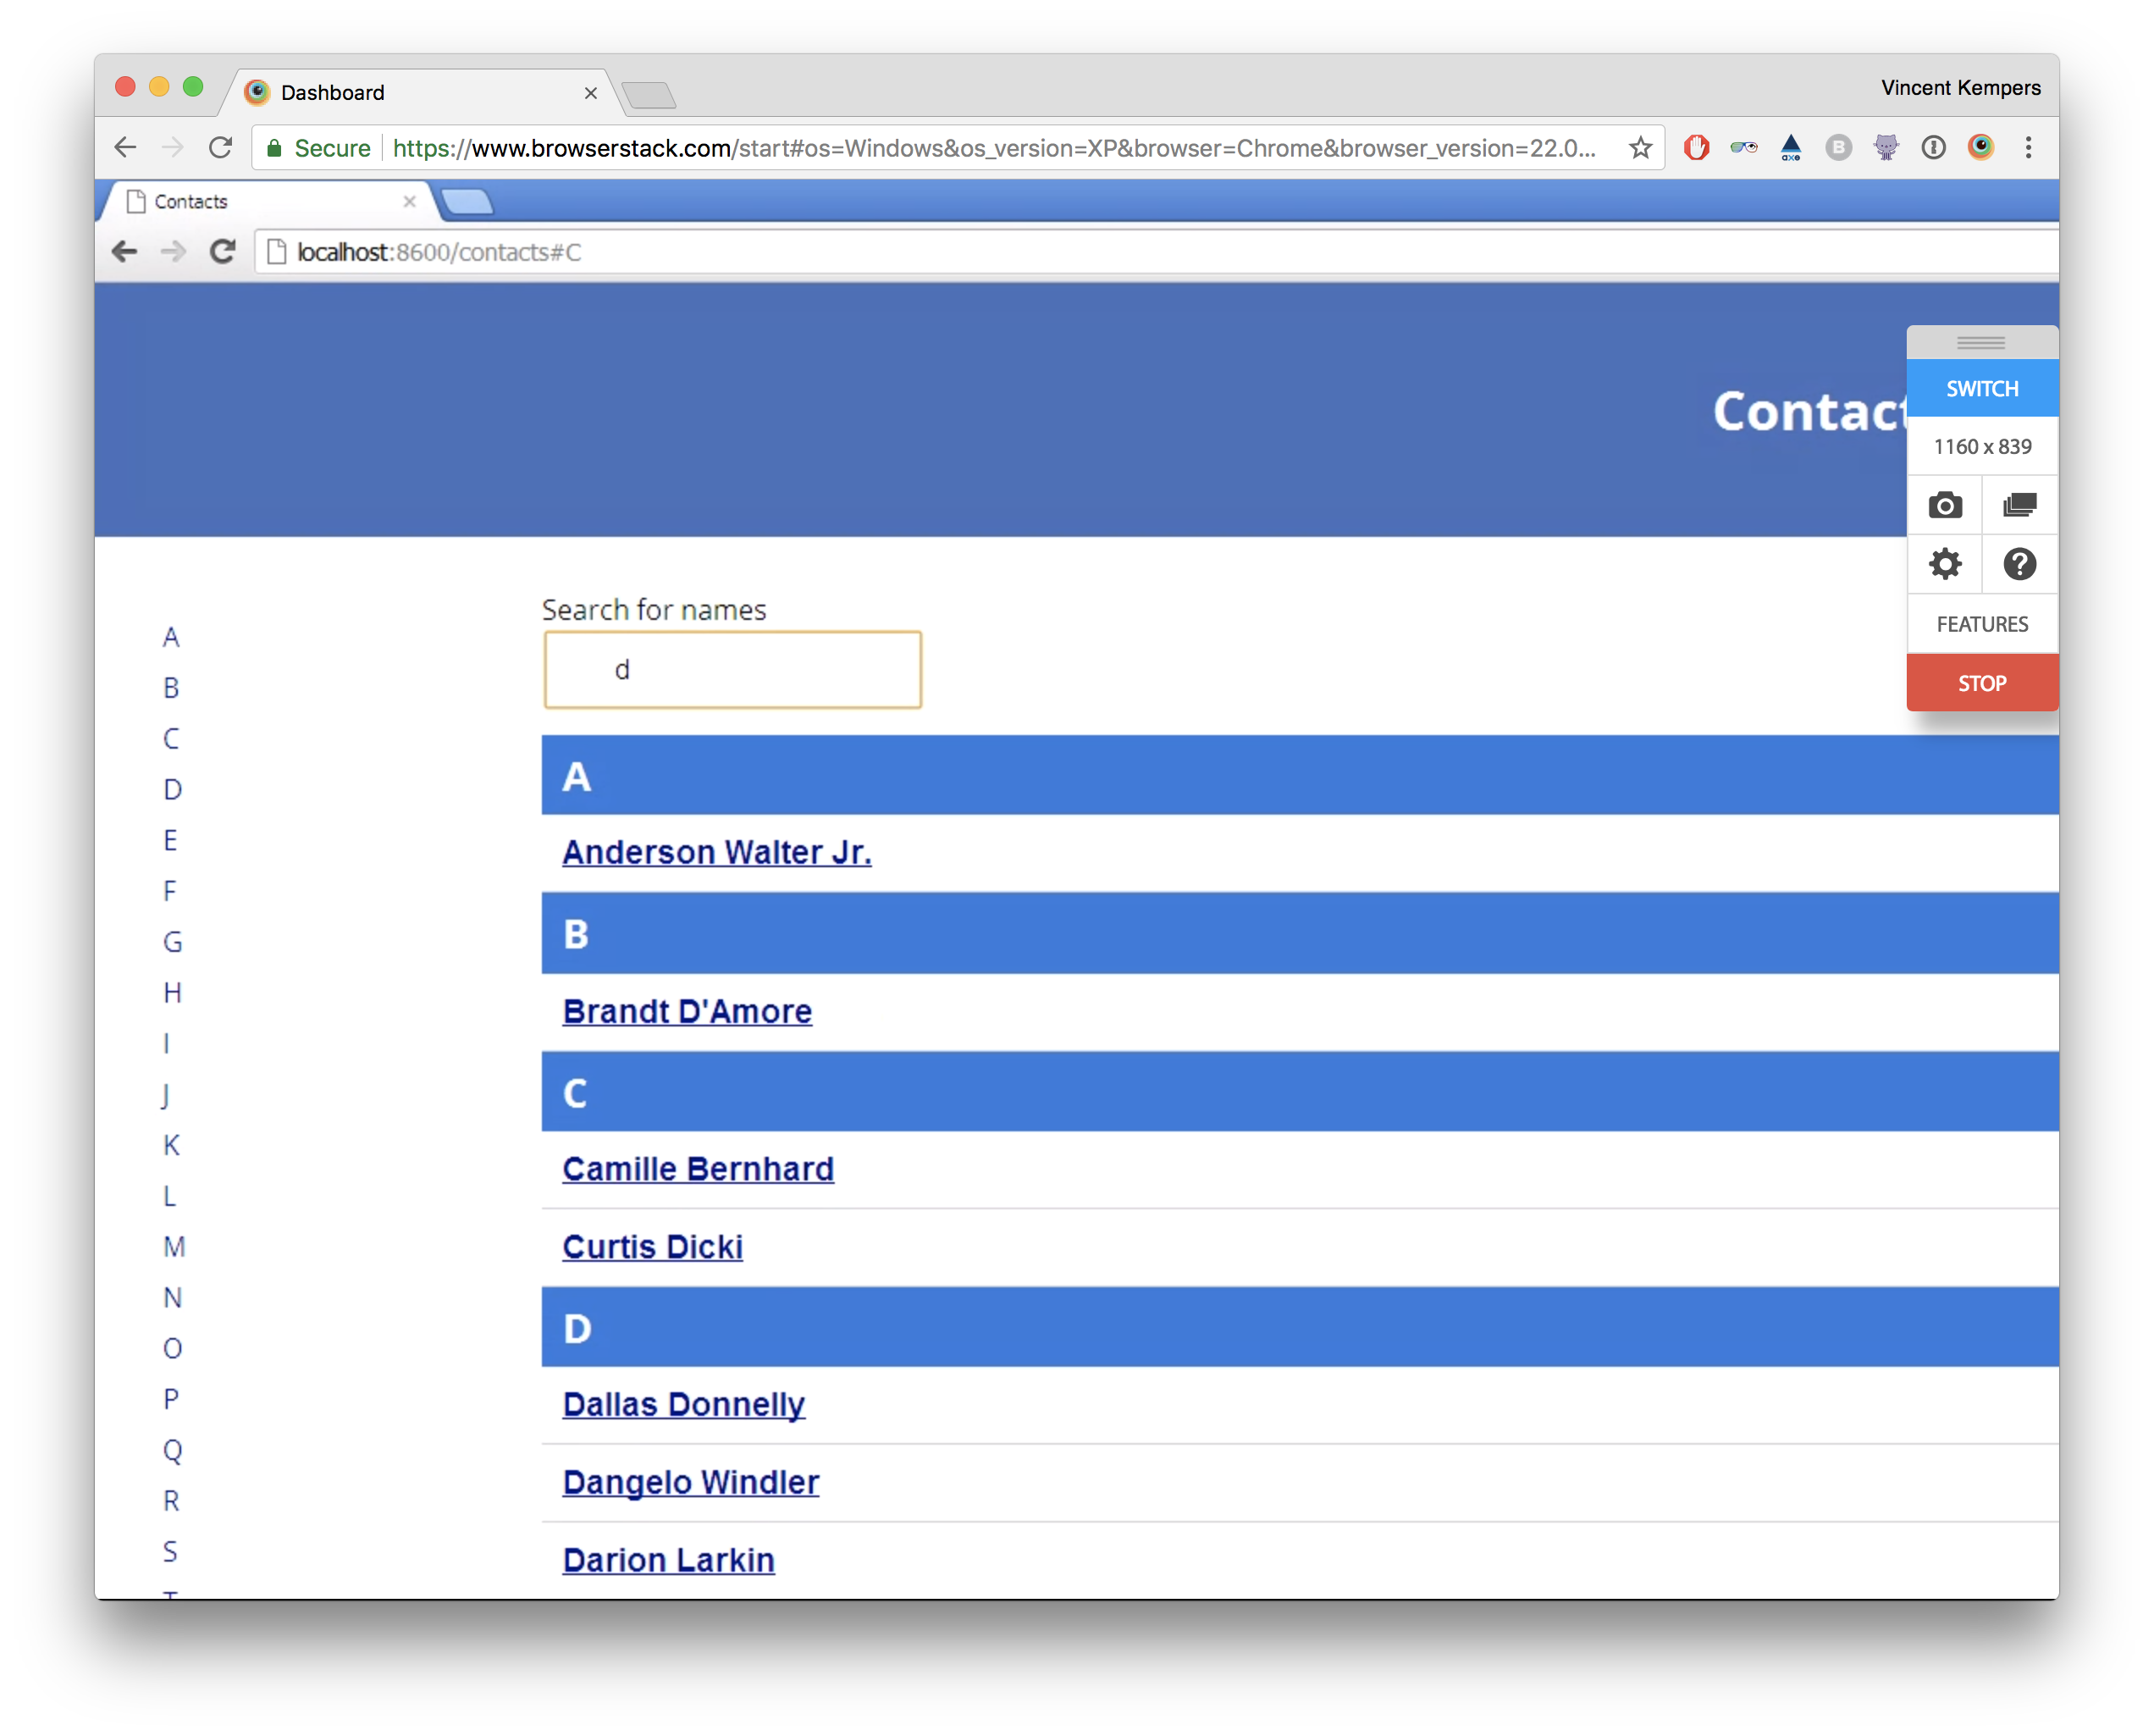 Dashboard
Vincent Kempers
Secure https://www.browserstack.com/start#os=Windows&os_version=XP&browser=Chrome&browser_version=22.0...
axe
B
Contacts
localhost:8600/contacts#C
Contact
SWITCH
1160 x 839
FEATURES
STOP
Search for names
d
A
B
C
D
E
F
G
H
I
J
K
L
M
N
O
P
Q
R
S
T
A
Anderson Walter Jr.
B
Brandt D'Amore
C
Camille Bernhard
Curtis Dicki
D
Dallas Donnelly
Dangelo Windler
Darion Larkin